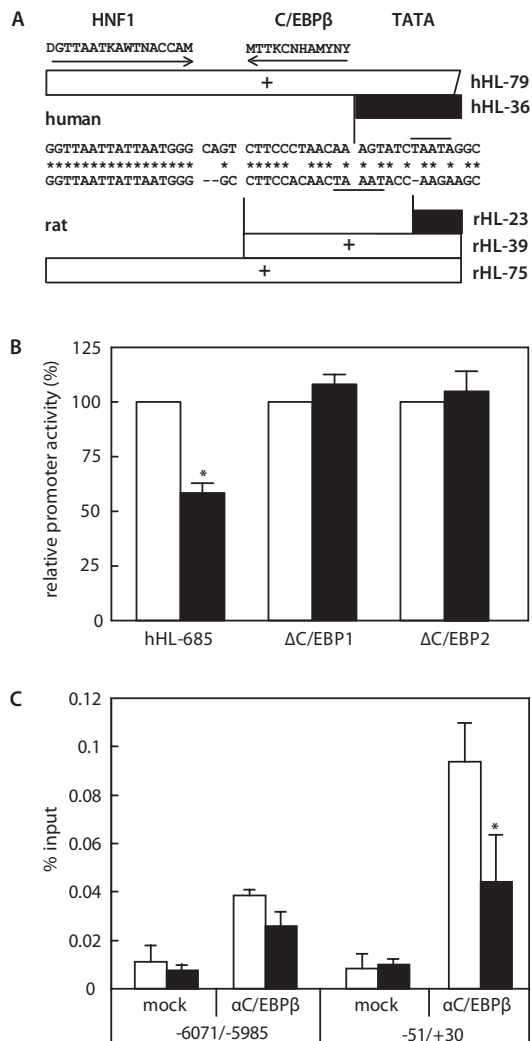 A
HNF1 C/EBPβ TATA
DGTTAATKAWTNACCAM MTTKCNHAMYNY
+ hHL-79
hHL-36
human
GGTTAATTATTAATGGG CAGT CTTCCCTAACAA AGTATCTAATAGGC
***************** * ***** *** ** ** * * **
GGTTAATTATTAATGGG --GC CTTCCACAACTA AATACC-AAGAAGC
rat
rHL-23
+ rHL-39
+ rHL-75
B
relative promoter activity (%)
125
100
75
50
25
0
*
hHL-685 ΔC/EBP1 ΔC/EBP2
C
% input
0.12
0.1
0.08
0.06
0.04
0.02
0
*
mock αC/EBPβ mock αC/EBPβ
-6071/-5985 -51/+30